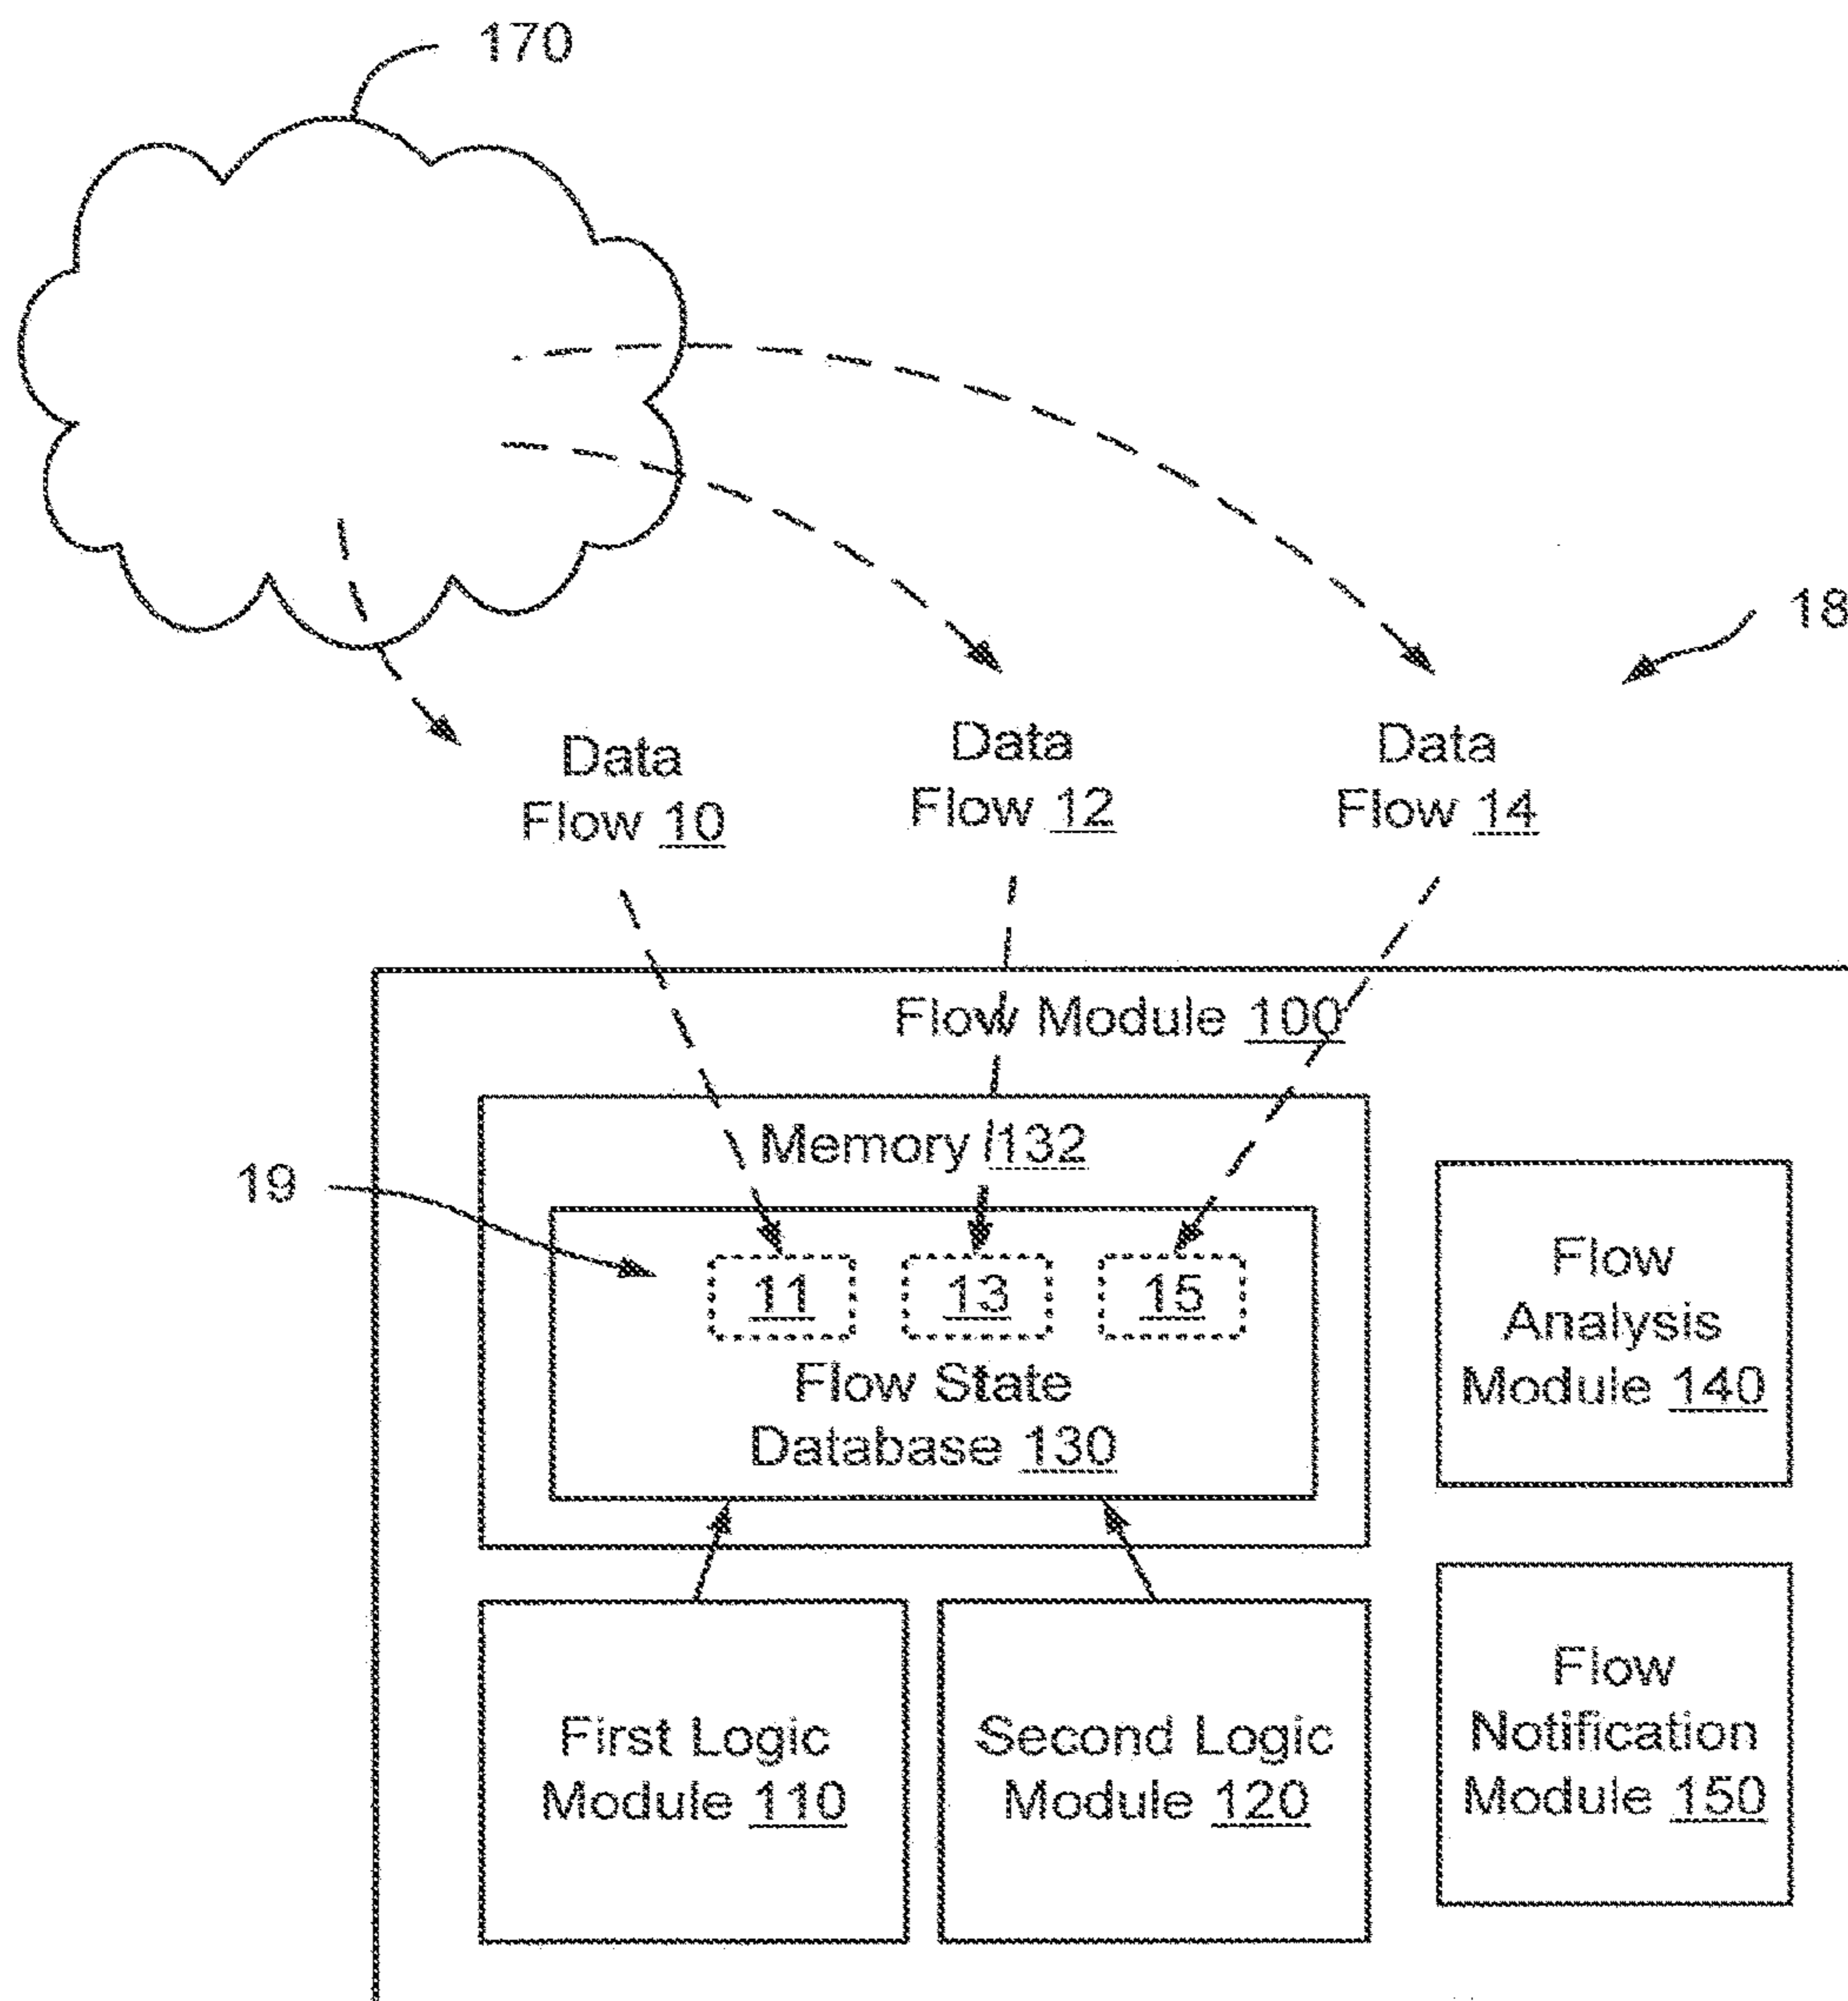 170
18
Data
Flow 10
Data
Flow 12
Data
Flow 14
Flow Module 100
Memory 132
19
11
13
15
Flow State
Database 130
Flow
Analysis
Module 140
First Logic
Module 110
Second Logic
Module 120
Flow
Notification
Module 150